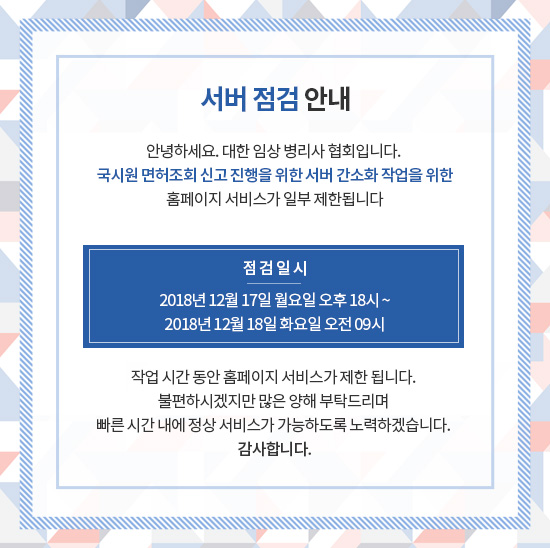 서버 점검 안내
안녕하세요. 대한 임상 병리사 협회입니다.
국시원 면허조회 신고 진행을 위한 서버 간소화 작업을 위한
홈페이지 서비스가 일부 제한됩니다
점검일시
2018년 12월 17일 월요일 오후 18시 ~
2018년 12월 18일 화요일 오전 09시
작업 시간 동안 홈페이지 서비스가 제한 됩니다.
불편하시겠지만 많은 양해 부탁드리며
빠른 시간 내에 정상 서비스가 가능하도록 노력하겠습니다.
감사합니다.